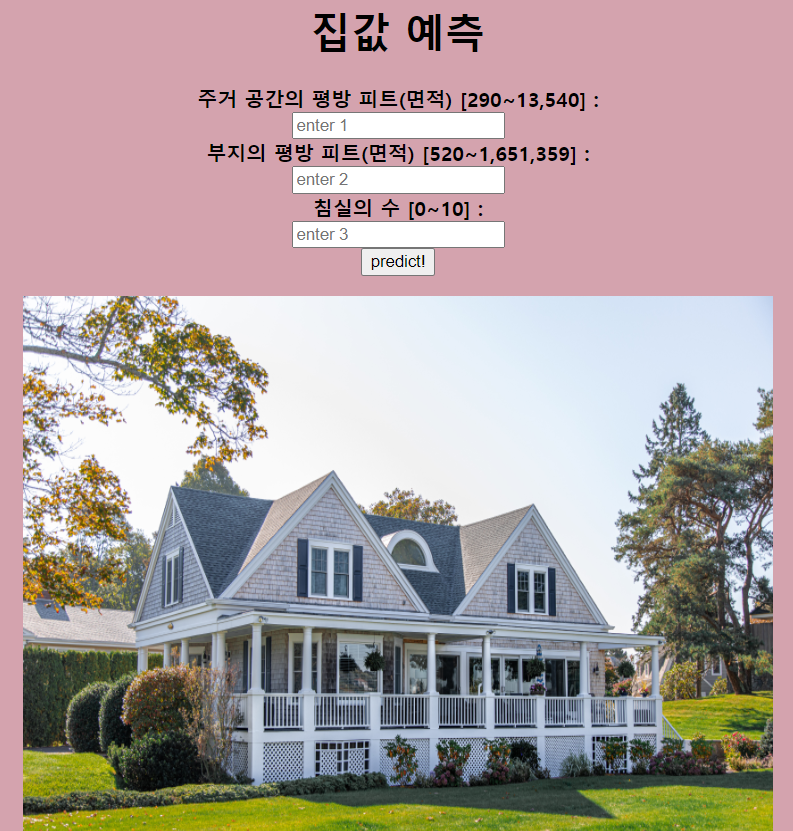 집값 예측
주거 공간의 평방 피트(면적) [290~13,540] :
enter 1
부지의 평방 피트(면적) [520~1,651,359] :
enter 2
침실의 수 [0~10] :
enter 3
predict!